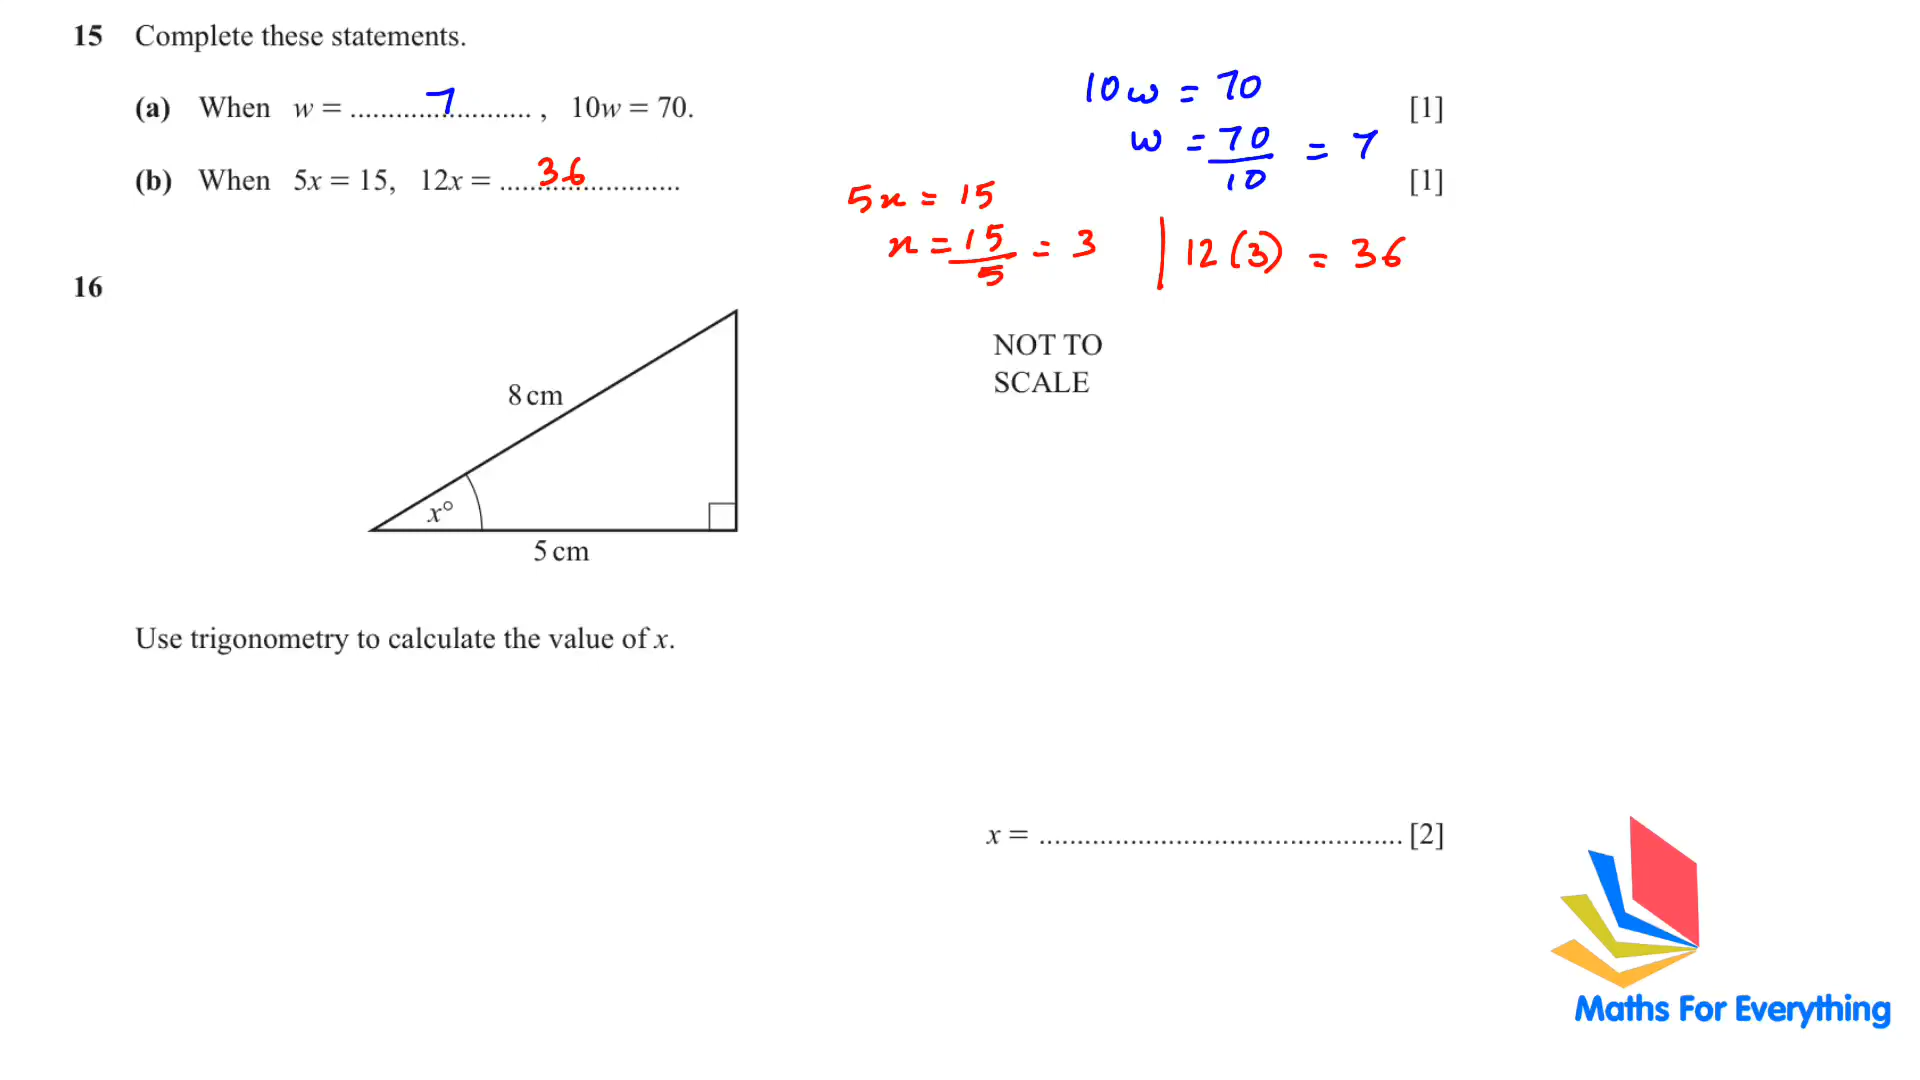 15 Complete these statements.
(a) When w = ....7...., 10w = 70. [1]
10w = 70
w = 70/10 = 7
(b) When 5x = 15, 12x = ....36.... [1]
5x = 15
x = 15/5 = 3 | 12(3) = 36
16
NOT TO
SCALE
8 cm
x°
5 cm
Use trigonometry to calculate the value of x.
x = ................................................ [2]
Maths For Everything